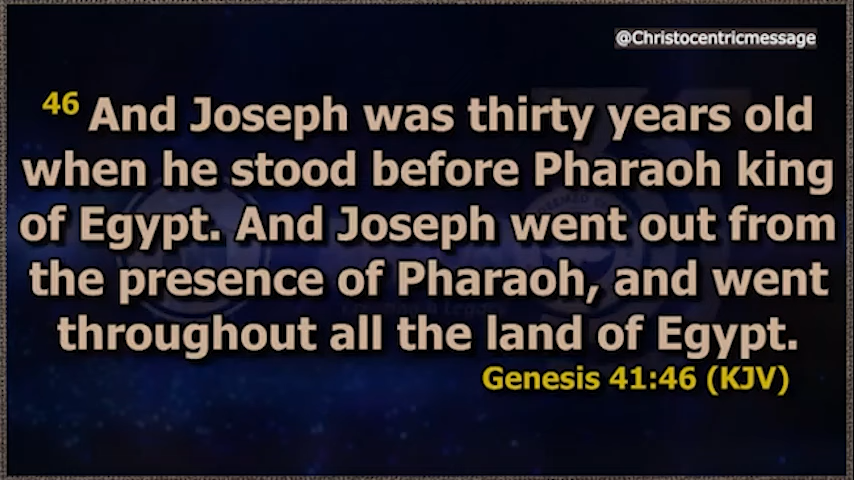 @Christocentricmessage
46 And Joseph was thirty years old
when he stood before Pharaoh king
of Egypt. And Joseph went out from
the presence of Pharaoh, and went
throughout all the land of Egypt.
Genesis 41:46 (KJV)